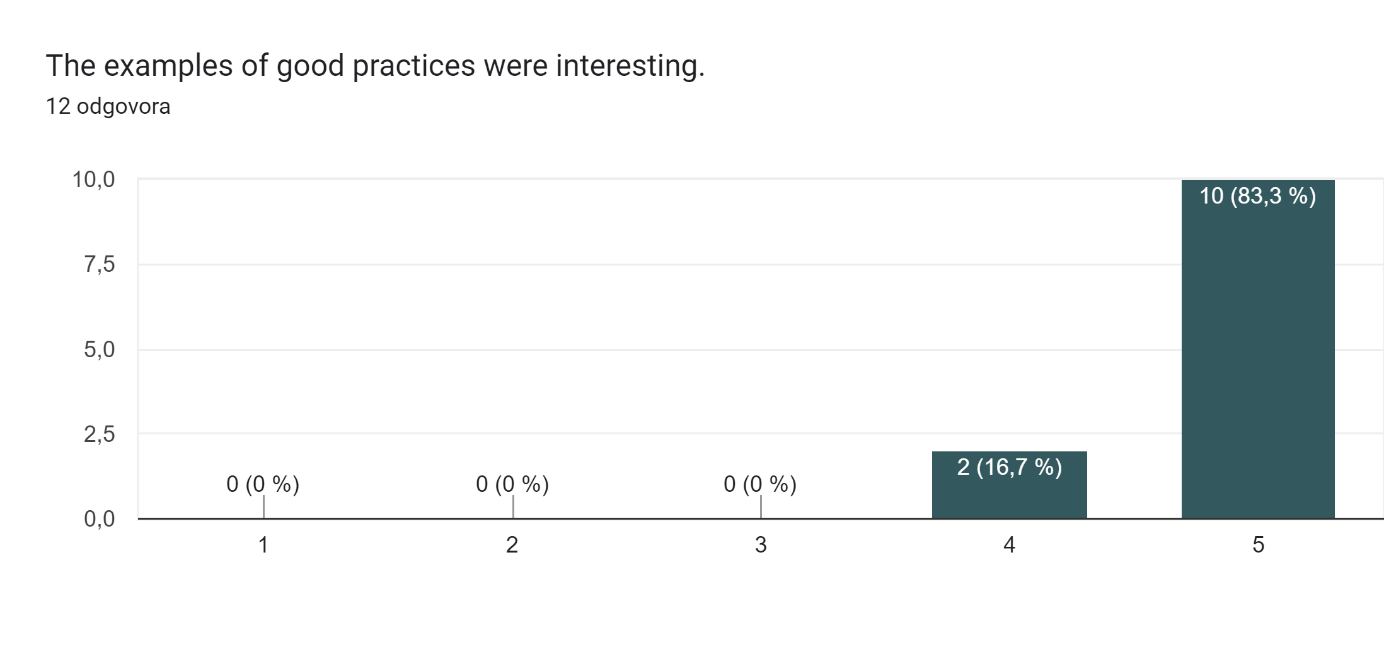 The examples of good practices were interesting.
12 odgovora
10,0
7,5
5,0
2,5
0,0
0 (0 %)
0 (0 %)
0 (0 %)
2 (16,7 %)
10 (83,3 %)
1
2
3
4
5